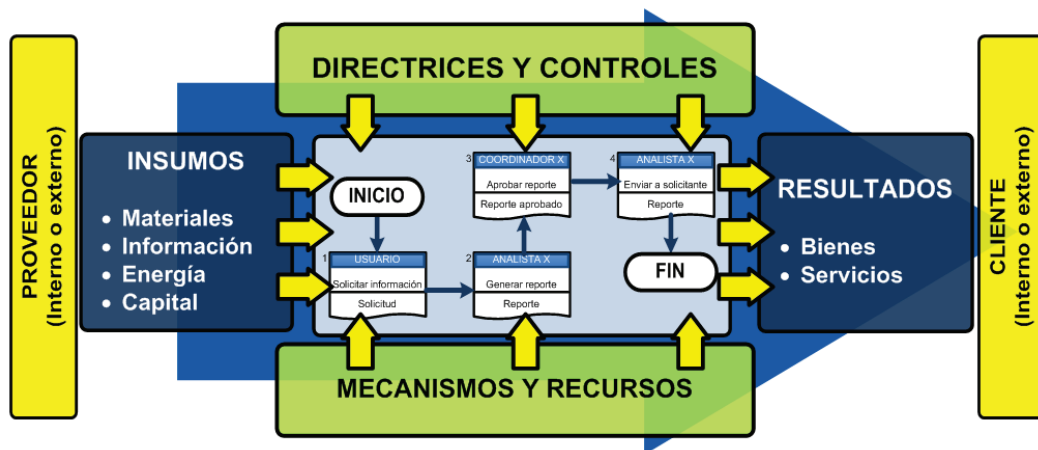 PROVEEDOR
(Interno o externo)
INSUMOS
• Materiales
• Información
• Energía
• Capital
DIRECTRICES Y CONTROLES
INICIO
1
USUARIO
Solicitar información
Solicitud
2
ANALISTA X
Generar reporte
Reporte
3
COORDINADOR X
Aprobar reporte
Reporte aprobado
4
ANALISTA X
Enviar a solicitante
Reporte
FIN
MECANISMOS Y RECURSOS
RESULTADOS
• Bienes
• Servicios
CLIENTE
(Interno o externo)